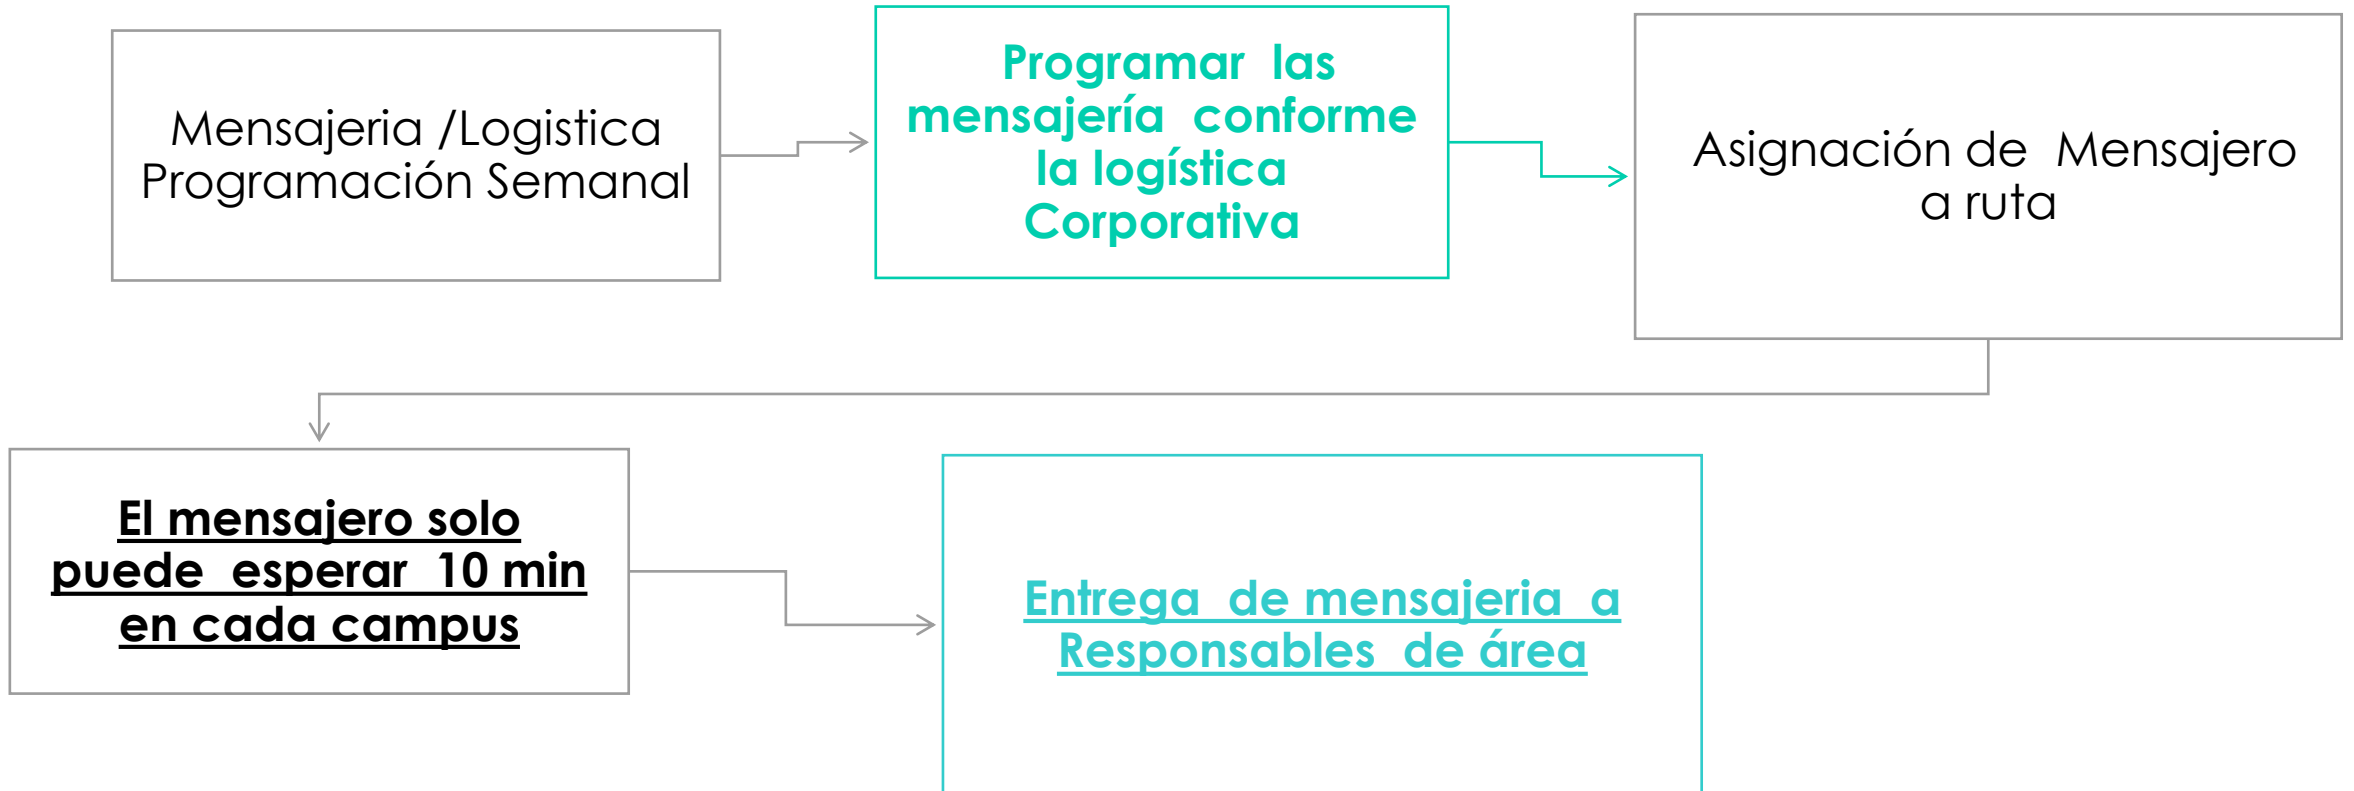 Mensajeria /Logistica
Programación Semanal
Programar las
mensajería conforme
la logística
Corporativa
Asignación de Mensajero
a ruta
El mensajero solo
puede esperar 10 min
en cada campus
Entrega de mensajeria a
Responsables de área